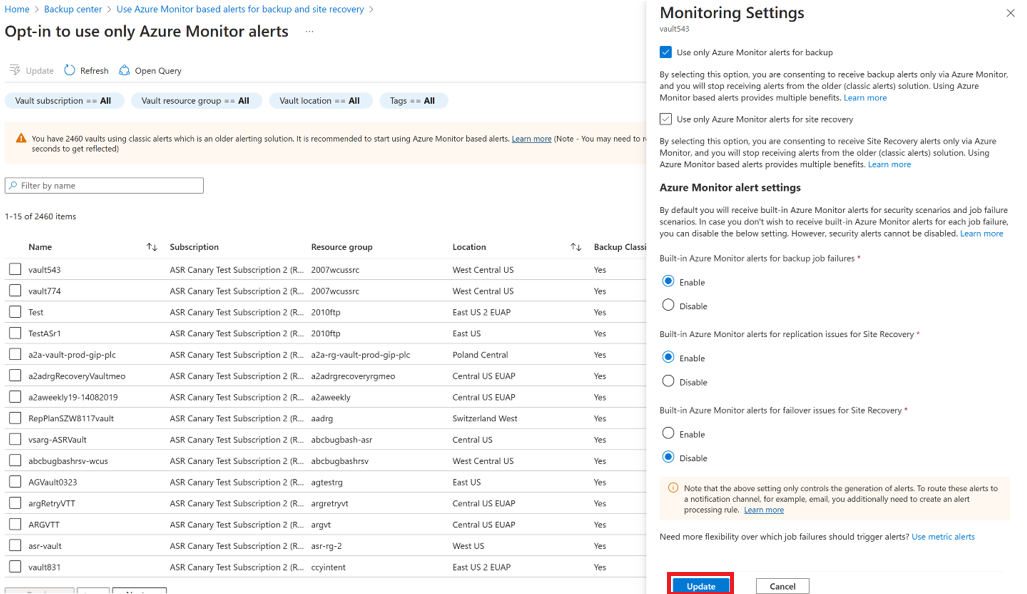 Home > Backup center > Use Azure Monitor based alerts for backup and site recovery >
Opt-in to use only Azure Monitor alerts ...
Update Refresh Open Query
Vault subscription == All Vault resource group == All Vault location == All Tags == All
You have 2460 vaults using classic alerts which is an older alerting solution. It is recommended to start using Azure Monitor based alerts. Learn more (Note - You may need to r
seconds to get reflected)
Filter by name
1-15 of 2460 items
Name Subscription Resource group Location Backup Classi
vault543 ASR Canary Test Subscription 2 (R... 2007wcussrc West Central US Yes
vault774 ASR Canary Test Subscription 2 (R... 2007wcussrc West Central US Yes
Test ASR Canary Test Subscription 2 (R... 2010ftp East US 2 EUAP Yes
TestASr1 ASR Canary Test Subscription 2 (R... 2010ftp East US Yes
a2a-vault-prod-gip-plc ASR Canary Test Subscription 2 (R... a2a-rg-vault-prod-gip-plc Poland Central Yes
a2adrgRecoveryVaultmeo ASR Canary Test Subscription 2 (R... a2adrgrecoveryrgmeo Central US EUAP Yes
a2aweekly19-14082019 ASR Canary Test Subscription 2 (R... a2aweekly Central US EUAP Yes
RepPlanSZW8117vault ASR Canary Test Subscription 2 (R... aadrg Switzerland West Yes
vsarg-ASRVault ASR Canary Test Subscription 2 (R... abcbugbash-asr Central US Yes
abcbugbashrsv-wcus ASR Canary Test Subscription 2 (R... abcbugbashrsv West Central US Yes
AGVault0323 ASR Canary Test Subscription 2 (R... agtestrg East US Yes
argRetryVTT ASR Canary Test Subscription 2 (R... argretryvt Central US EUAP Yes
ARGVTT ASR Canary Test Subscription 2 (R... argvt Central US EUAP Yes
asr-vault ASR Canary Test Subscription 2 (R... asr-rg-2 West US Yes
vault831 ASR Canary Test Subscription 2 (R... ccyintent East US 2 EUAP Yes
Monitoring Settings
vault543
Use only Azure Monitor alerts for backup
By selecting this option, you are consenting to receive backup alerts only via Azure Monitor,
and you will stop receiving alerts from the older (classic alerts) solution. Using Azure
Monitor based alerts provides multiple benefits. Learn more
Use only Azure Monitor alerts for site recovery
By selecting this option, you are consenting to receive Site Recovery alerts only via Azure
Monitor, and you will stop receiving alerts from the older (classic alerts) solution. Using
Azure Monitor based alerts provides multiple benefits. Learn more
Azure Monitor alert settings
By default you will receive built-in Azure Monitor alerts for security scenarios and job failure
scenarios. In case you don't wish to receive built-in Azure Monitor alerts for each job failure,
you can disable the below setting. However, security alerts cannot be disabled. Learn more
Built-in Azure Monitor alerts for backup job failures *
Enable
Disable
Built-in Azure Monitor alerts for replication issues for Site Recovery *
Enable
Disable
Built-in Azure Monitor alerts for failover issues for Site Recovery *
Enable
Disable
Note that the above setting only controls the generation of alerts. To route these alerts to
a notification channel, for example, email, you additionally need to create an alert
processing rule. Learn more
Need more flexibility over which job failures should trigger alerts? Use metric alerts
Update Cancel